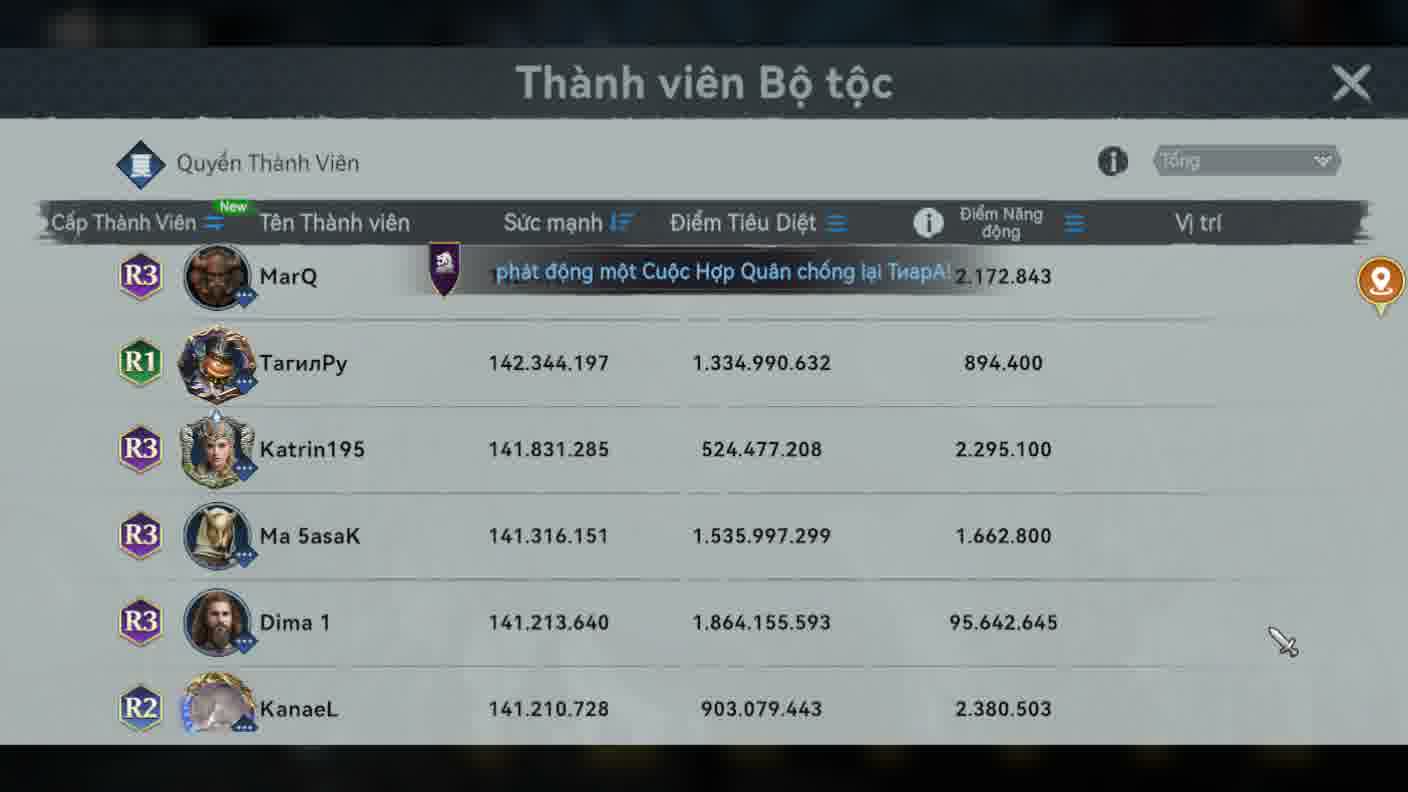 Thành viên Bộ tộc
Quyền Thành Viên
Tổng
Cấp Thành Viên New Tên Thành viên Sức mạnh Điểm Tiêu Diệt Điểm Năng động Vị trí
phát động một Cuộc Hợp Quân chống lại ТиарА!
R3 MarQ 2.172.843
R1 ТагилРу 142.344.197 1.334.990.632 894.400
R3 Katrin195 141.831.285 524.477.208 2.295.100
R3 Ma 5asaK 141.316.151 1.535.997.299 1.662.800
R3 Dima 1 141.213.640 1.864.155.593 95.642.645
R2 KanaeL 141.210.728 903.079.443 2.380.503